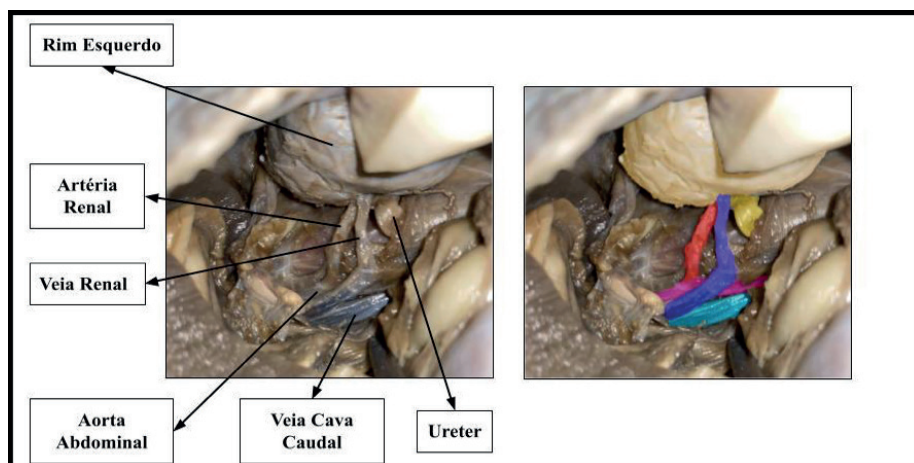 Rim Esquerdo
Artéria
Renal
Veia Renal
Aorta
Abdominal
Veia Cava
Caudal
Ureter